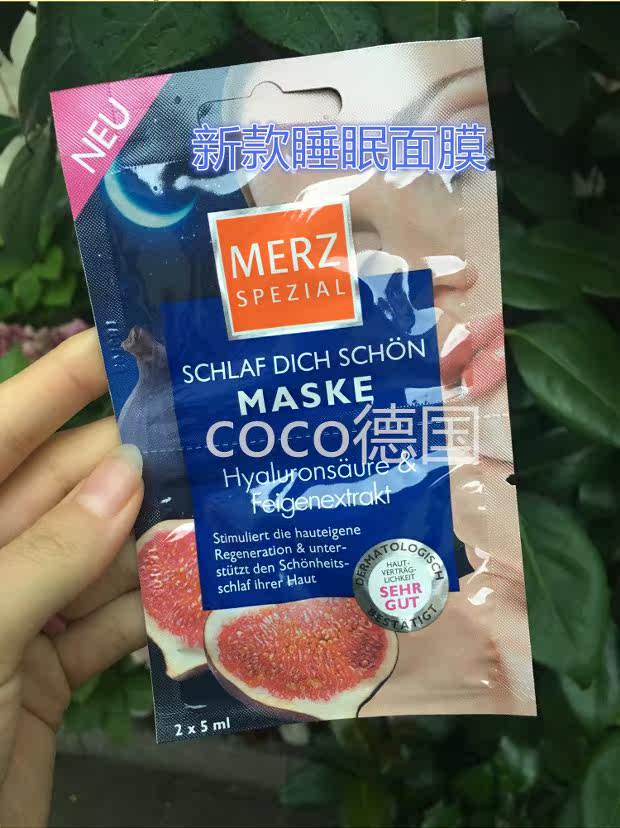 NEU
新款睡眠面膜
MERZ
SPEZIAL
SCHLAF DICH SCHÖN
MASKE
coco德国
Hyaluronsäure &
Feigenextrakt
Stimuliert die hauteigene
Regeneration & unter-
stützt den Schönheits-
schlaf ihrer Haut
DERMATOLOGISCH
HAUT-
VERTRÄG-
LICHKEIT
SEHR
GUT
BESTÄTIGT
2 x 5 ml